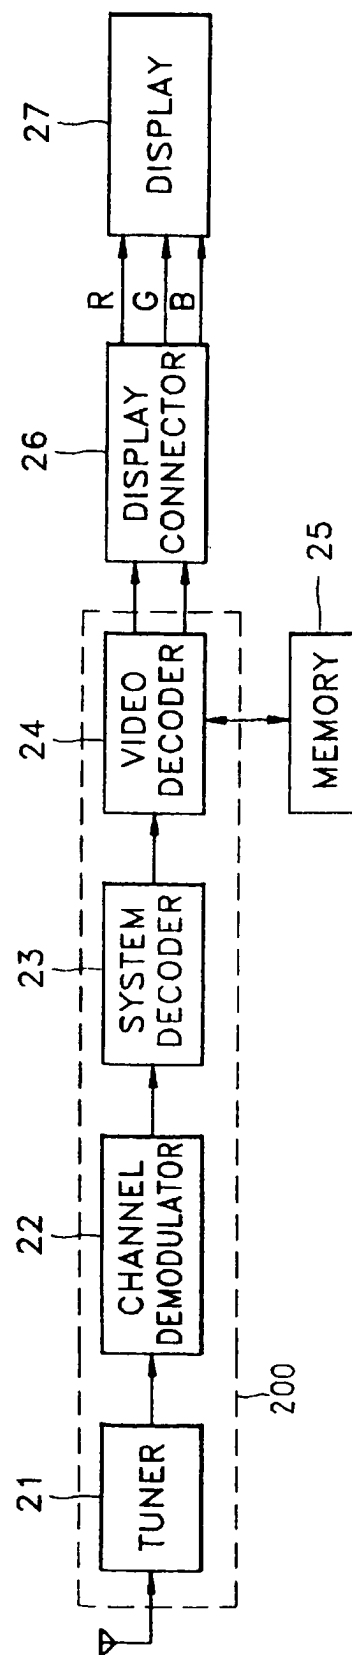 21
TUNER
22
CHANNEL
DEMODULATOR
23
SYSTEM
DECODER
24
VIDEO
DECODER
25
MEMORY
26
DISPLAY
CONNECTOR
R
G
B
27
DISPLAY
200